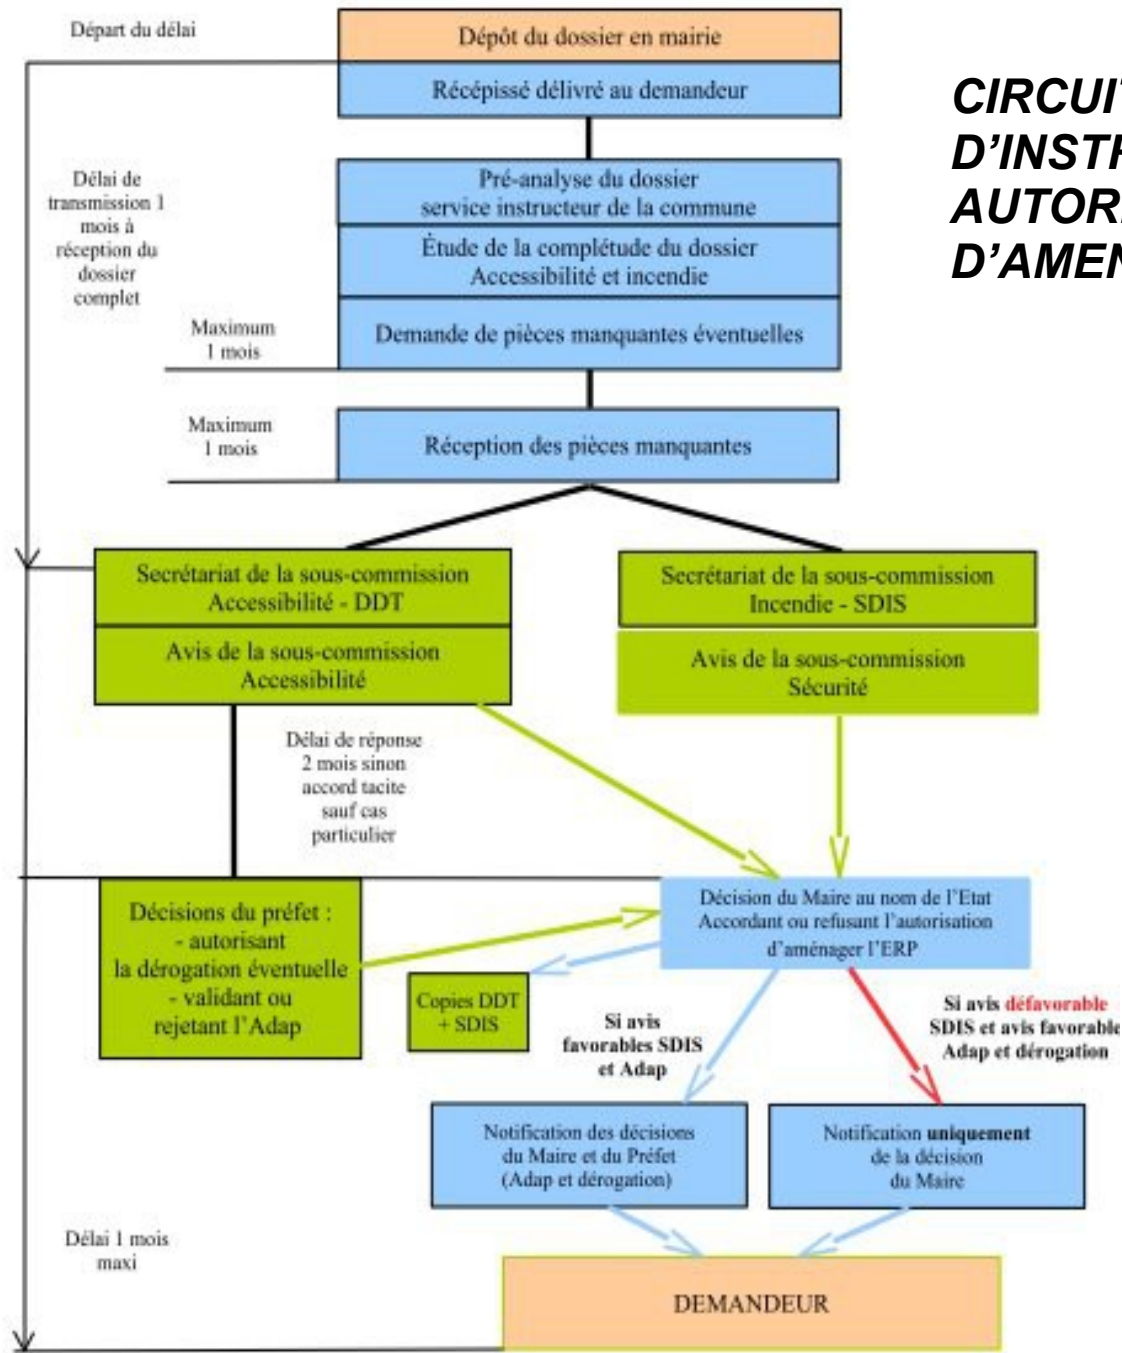 Départ du délai
Dépôt du dossier en mairie
Récépissé délivré au demandeur
CIRCUIT
D’INSTR
AUTORI
D’AMEN
Délai de
transmission 1
mois à
réception du
dossier
complet
Pré-analyse du dossier
service instructeur de la commune
Étude de la complétude du dossier
Accessibilité et incendie
Maximum
1 mois
Demande de pièces manquantes éventuelles
Maximum
1 mois
Réception des pièces manquantes
Secrétariat de la sous-commission
Accessibilité - DDT
Avis de la sous-commission
Accessibilité
Secrétariat de la sous-commission
Incendie - SDIS
Avis de la sous-commission
Sécurité
Délai de réponse
2 mois sinon
accord tacite
sauf cas
particulier
Décisions du préfet :
- autorisant
la dérogation éventuelle
- validant ou
rejetant l’Adap
Décision du Maire au nom de l’Etat
Accordant ou refusant l’autorisation
d’aménager l’ERP
Copies DDT
+ SDIS
Si avis
favorables SDIS
et Adap
Si avis défavorable
SDIS et avis favorable
Adap et dérogation
Notification des décisions
du Maire et du Préfet
(Adap et dérogation)
Notification uniquement
de la décision
du Maire
Délai 1 mois
maxi
DEMANDEUR